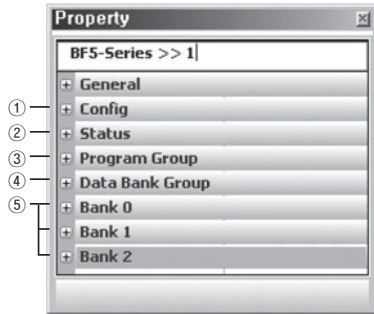 Property
BF5-Series >> 1
General
① Config
② Status
③ Program Group
④ Data Bank Group
⑤ Bank 0
Bank 1
Bank 2